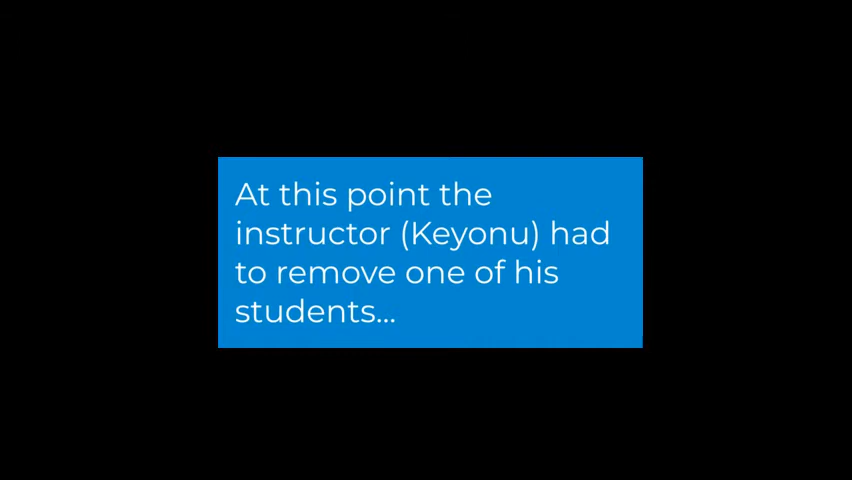 At this point the
instructor (Keyonu) had
to remove one of his
students...